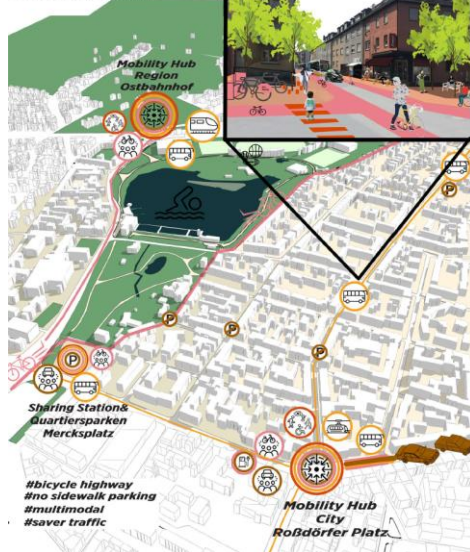 Mobility Hub
Region
Ostbahnhof
P
P
P
P
P
Sharing Station&
Quartiersparken
Mercksplatz
#bicycle highway
#no sidewalk parking
#multimodal
#saver traffic
Mobility Hub
City
Roßdörfer Platz